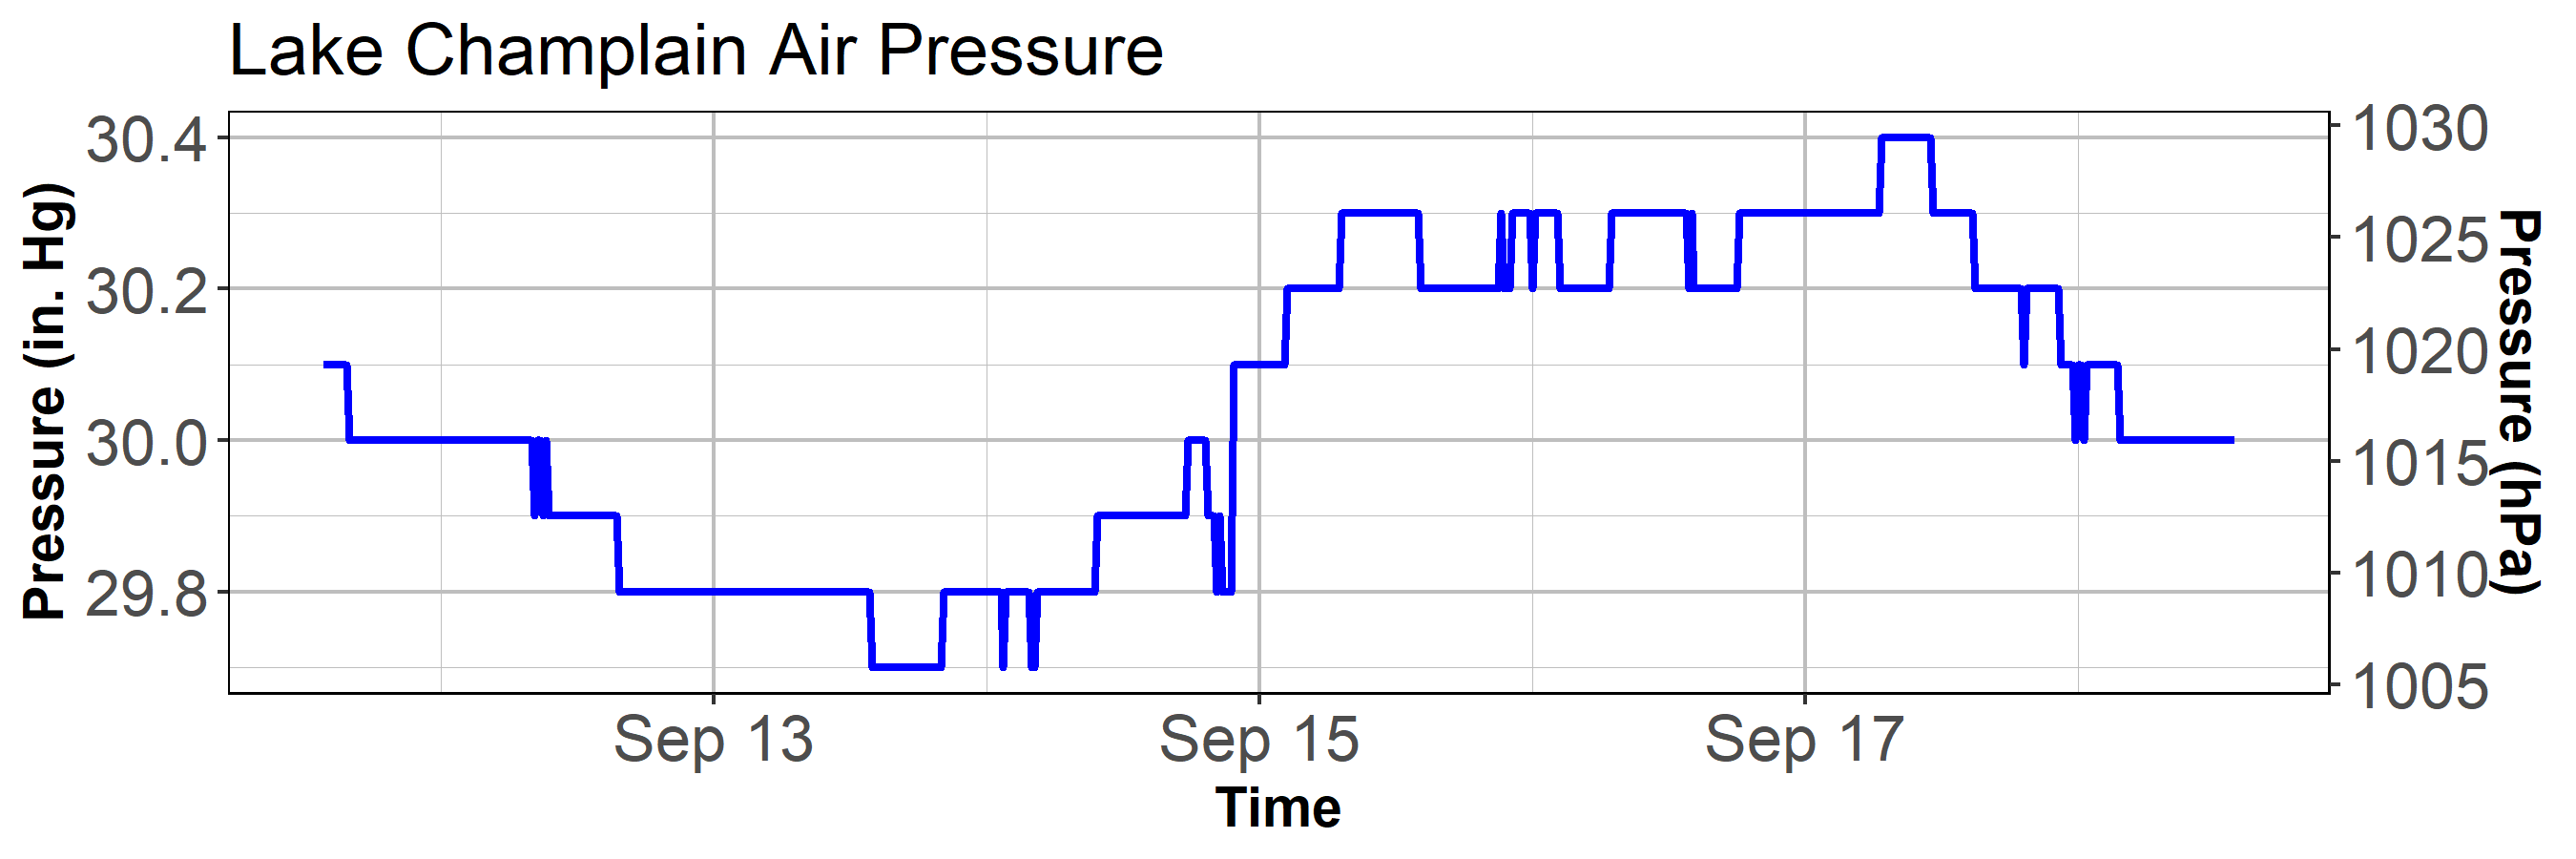 Lake Champlain Air Pressure
Pressure (in. Hg)
30.4
30.2
30.0
29.8
1030
1025
1020
1015
1010
1005
Pressure (hPa)
Sep 13 Sep 15 Sep 17
Time